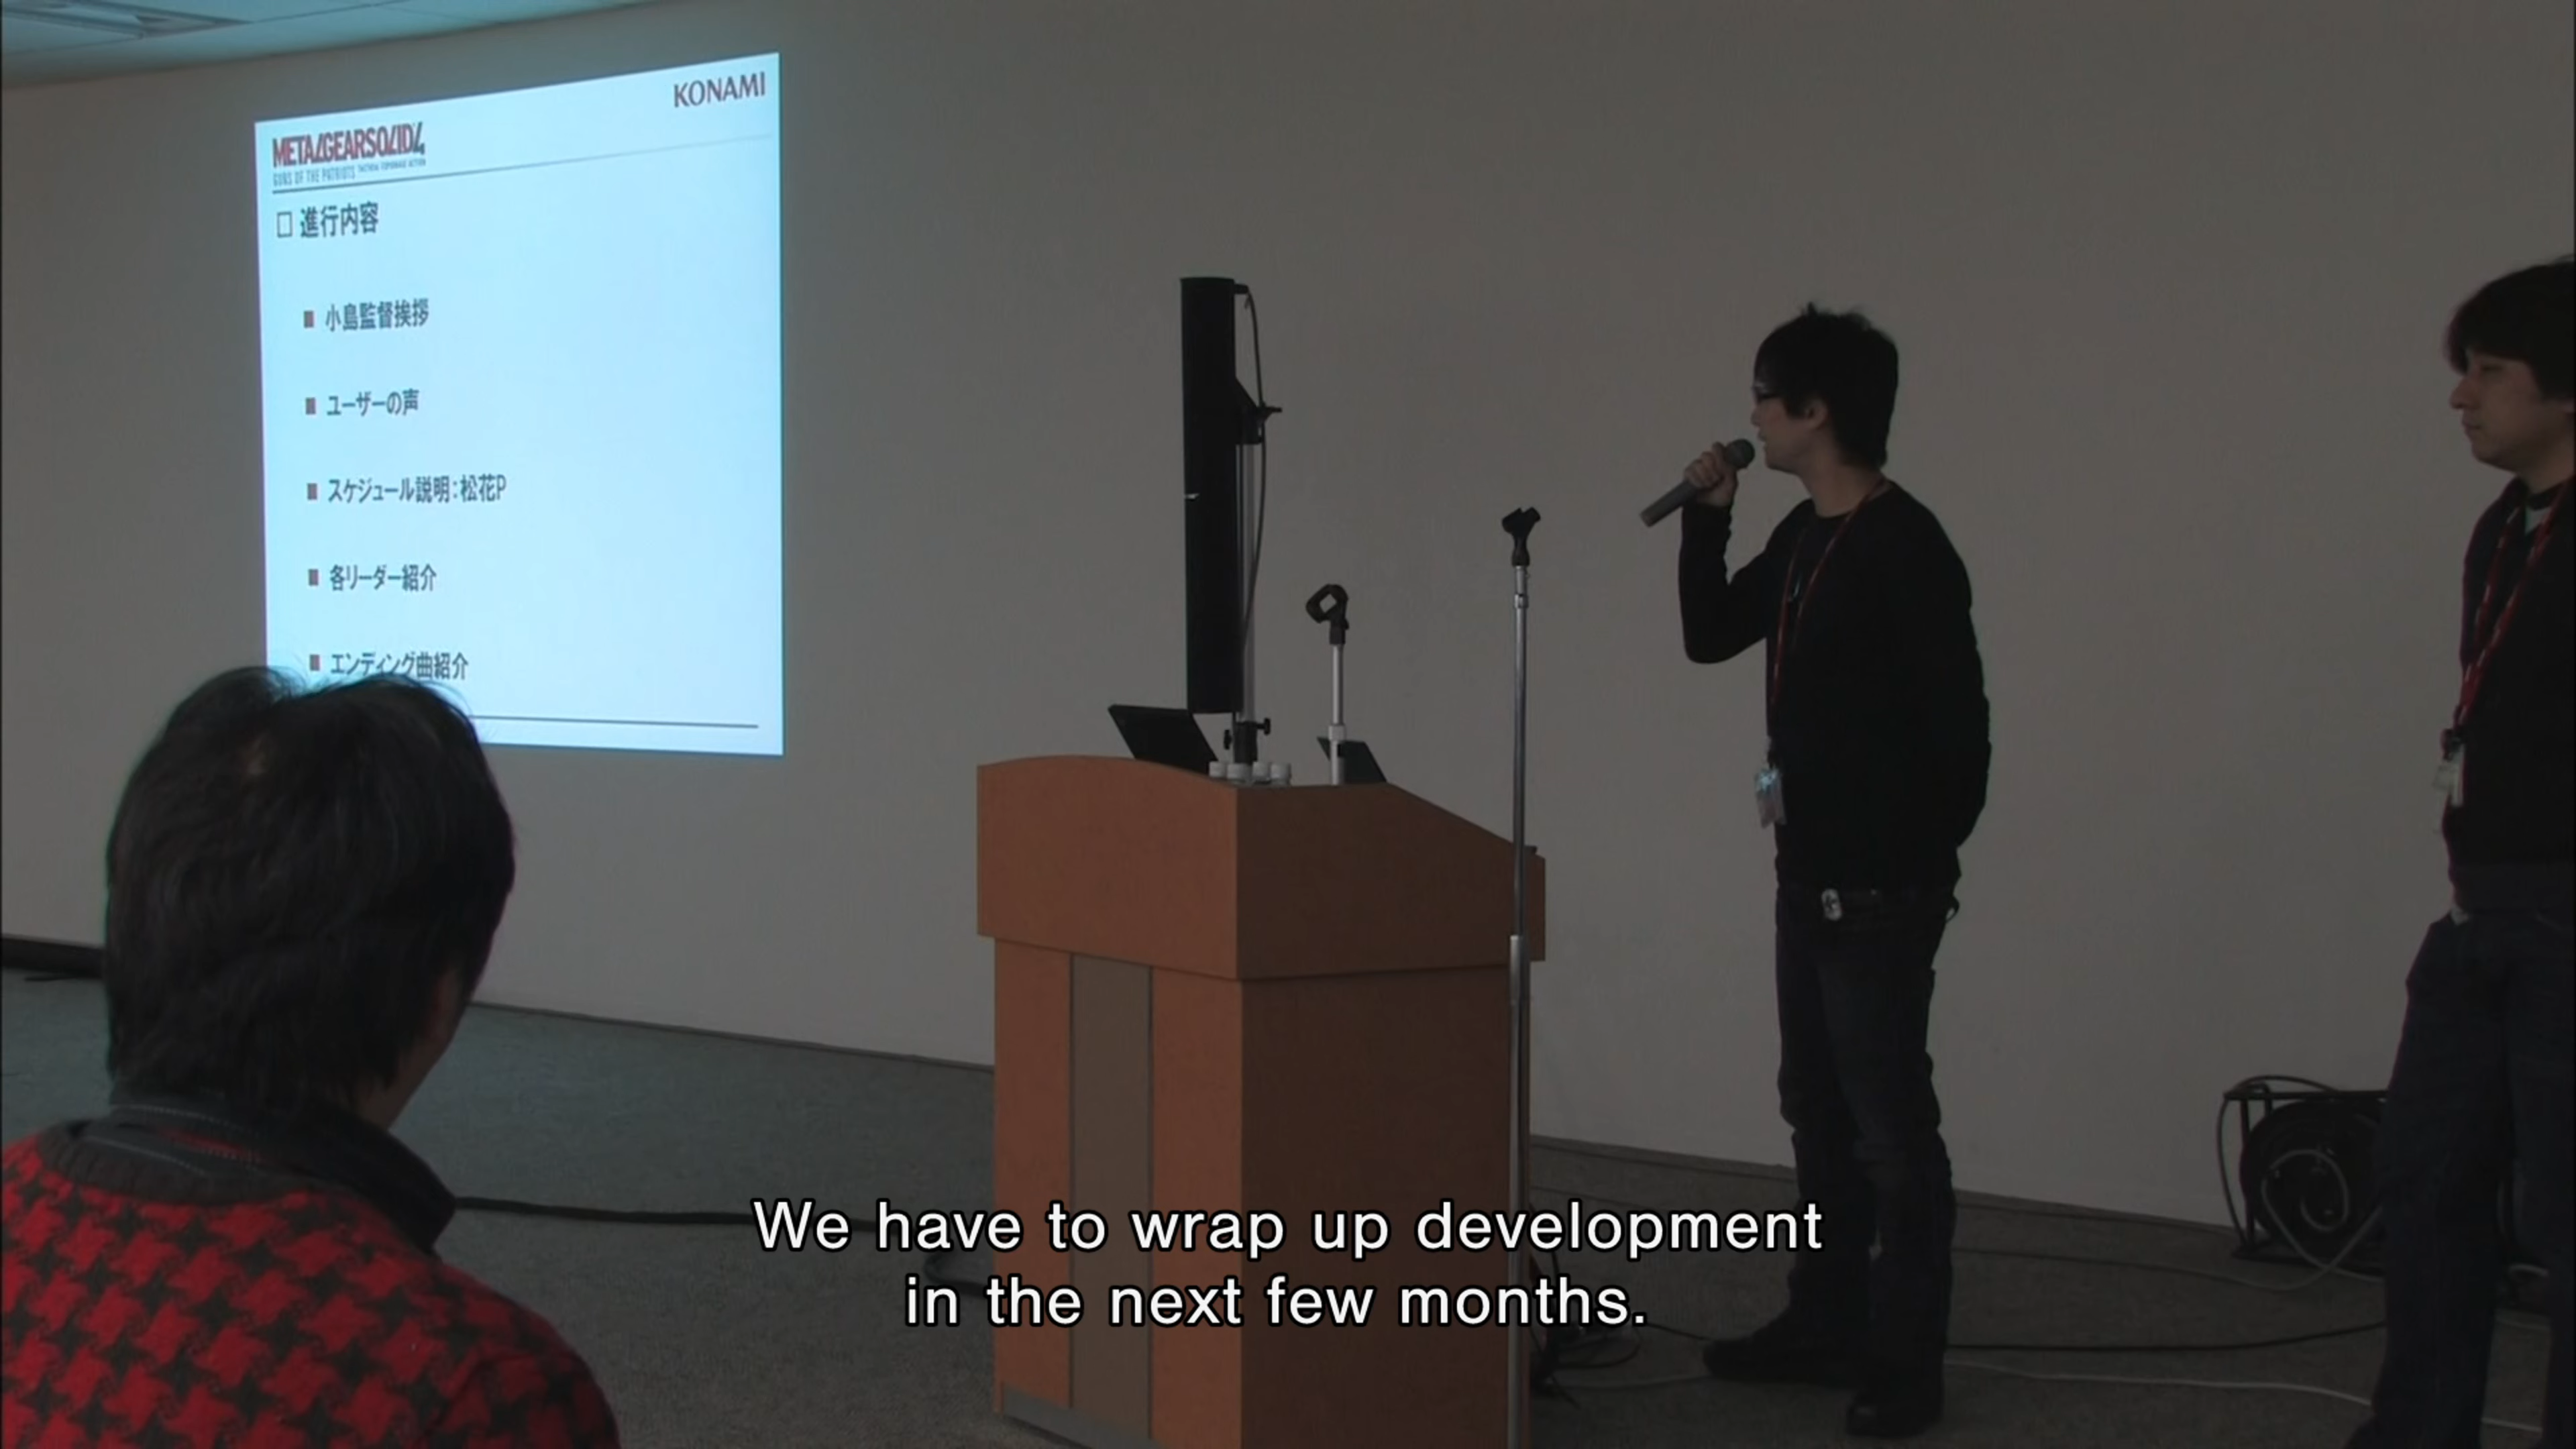 KONAMI
METAL GEAR SOLID 4
GUNS OF THE PATRIOTS TACTICAL ESPIONAGE ACTION
□ 進行内容
■ 小島監督挨拶
■ ユーザーの声
■ スケジュール説明：松花P
■ 各リーダー紹介
■ エンディング曲紹介
We have to wrap up development
in the next few months.